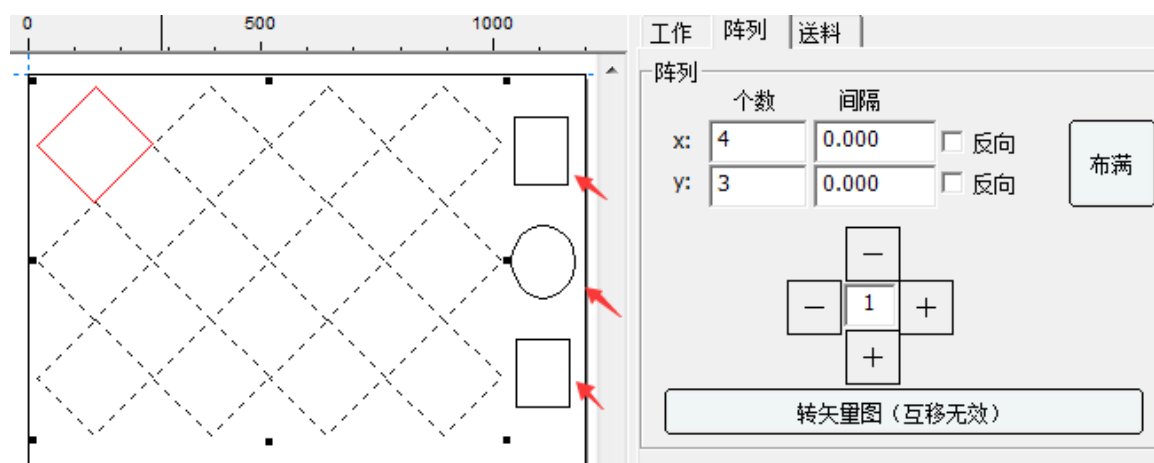 0 500 1000
工作 阵列 送料
阵列
个数 间隔
x: 4 0.000 反向
y: 3 0.000 反向
布满
－
－ 1 ＋
＋
转矢量图（互移无效）